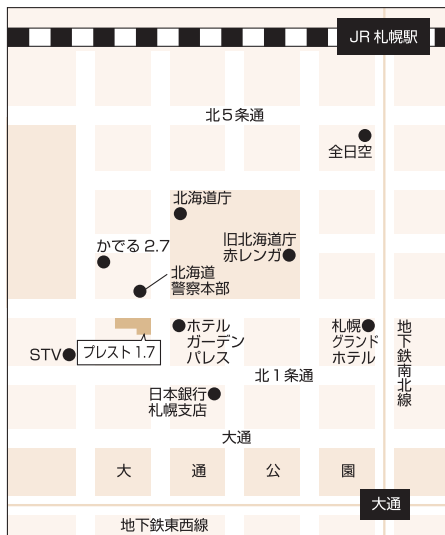 JR 札幌駅
北5条通
全日空
北海道庁
旧北海道庁
赤レンガ
かでる 2.7
北海道
警察本部
ホテル
ガーデン
パレス
札幌
グランド
ホテル
地下鉄南北線
STV
プレスト 1.7
北1条通
日本銀行
札幌支店
大通
大通公園
大通
地下鉄東西線